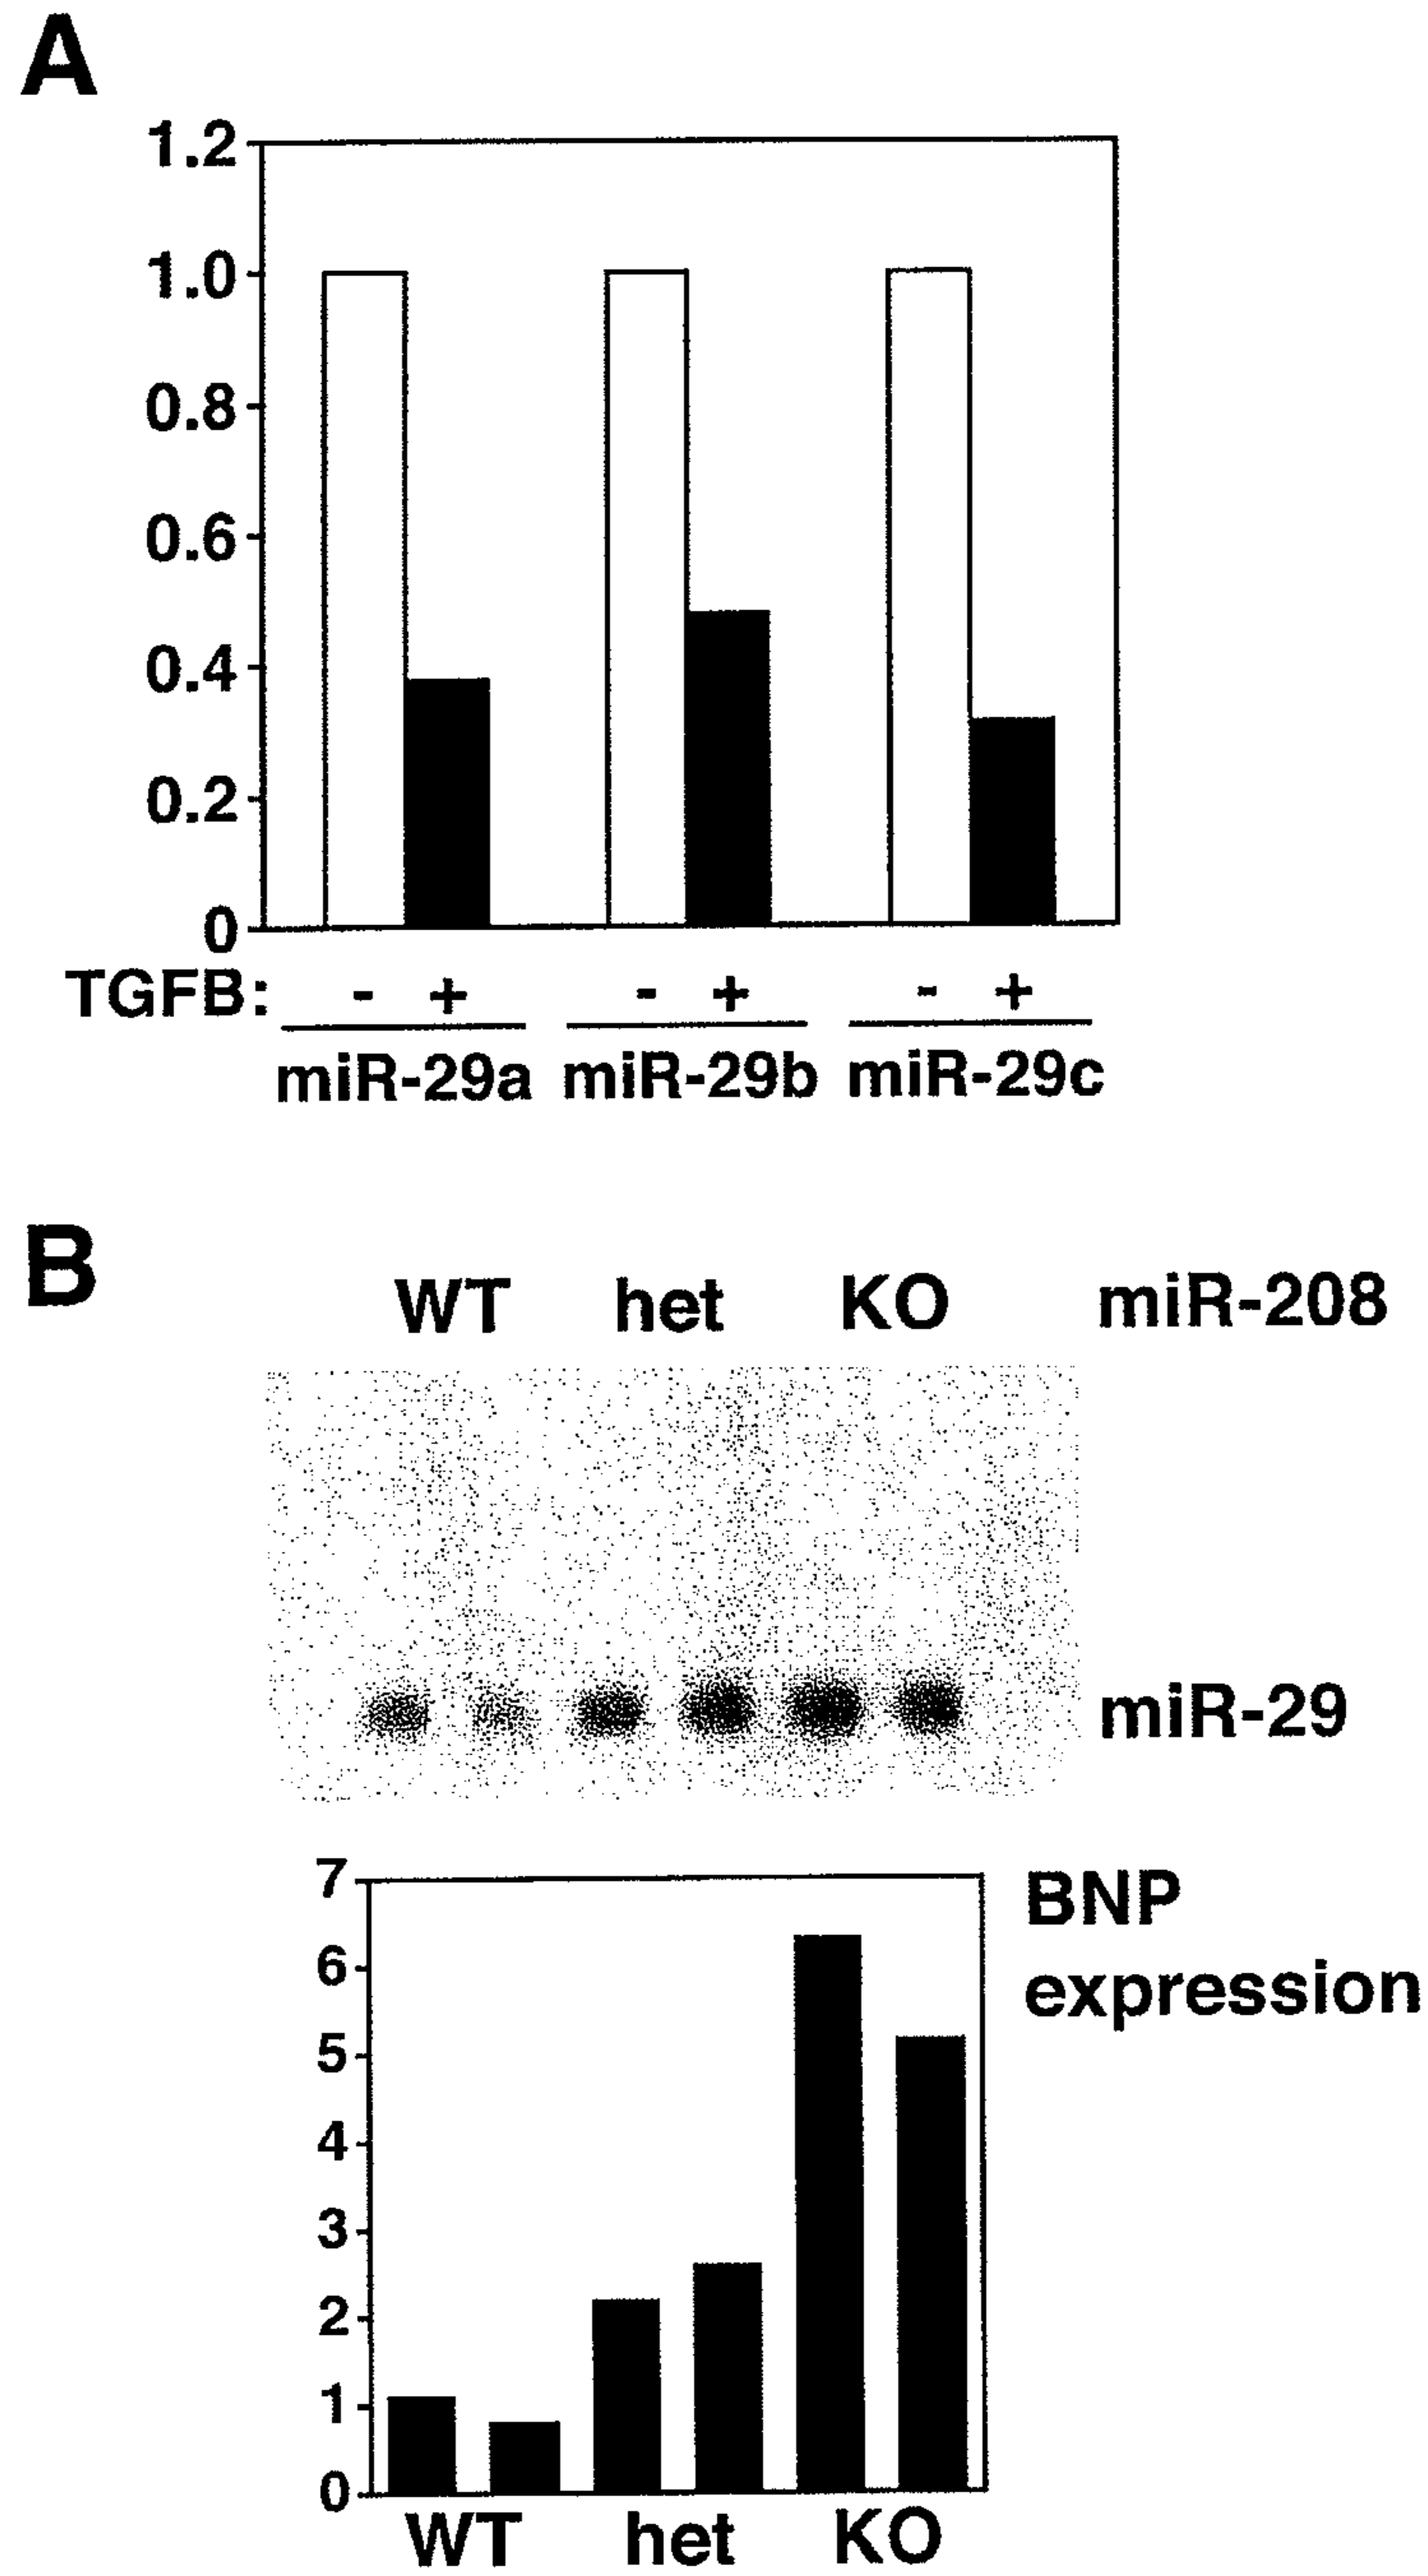 A
1.2
1.0
0.8
0.6
0.4
0.2
0
TGFB: - + - + - +
miR-29a miR-29b miR-29c
B
WT het KO miR-208
miR-29
7
6
5
4
3
2
1
0
BNP
expression
WT het KO